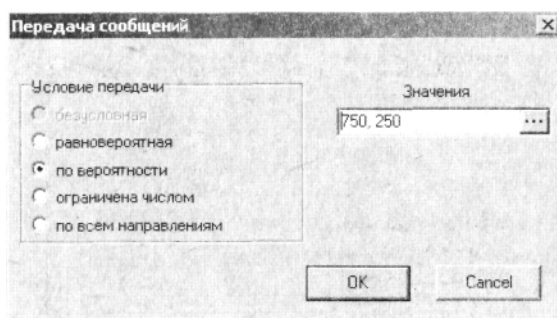 Передача сообщений
Условие передачи
безусловная
равновероятная
по вероятности
ограничена числом
по всем направлениям
Значения
750, 250
...
OK
Cancel